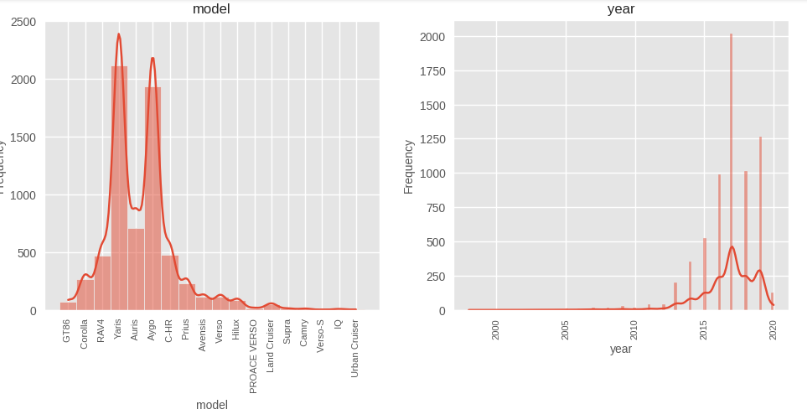 model
2500
2000
1500
1000
500
0
Frequency
GT86
Corolla
RAV4
Yaris
Auris
Aygo
C-HR
Prius
Avensis
Verso
Hilux
PROACE VERSO
Land Cruiser
Supra
Camry
Verso-S
IQ
Urban Cruiser
model
year
2000
1750
1500
1250
1000
750
500
250
0
Frequency
2000
2005
2010
2015
2020
year